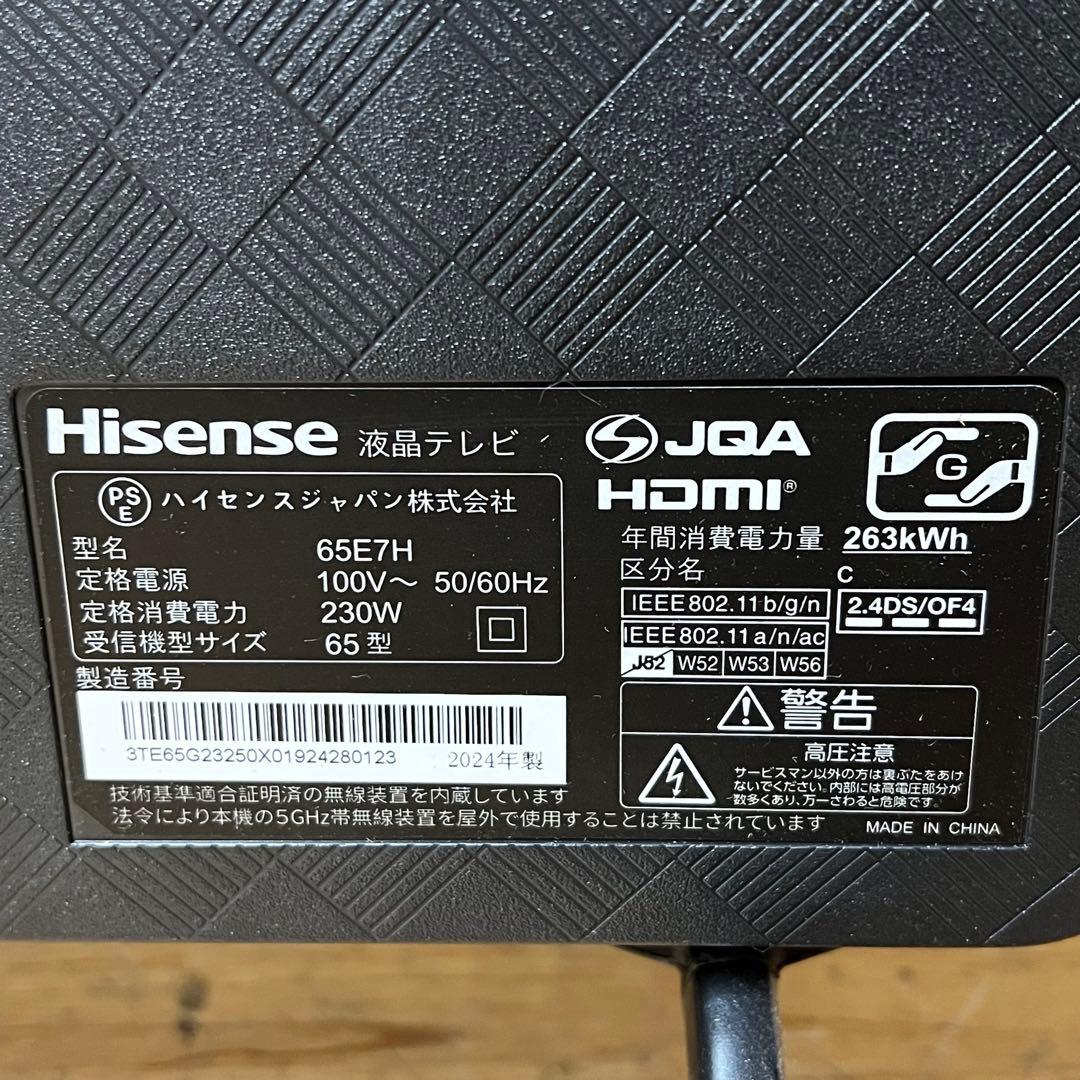 Hisense 液晶テレビ
JQA
HDMI®
G
PSE ハイセンスジャパン株式会社
型名 65E7H
定格電源 100V～ 50/60Hz
定格消費電力 230W
受信機型サイズ 65型
製造番号
3TE65G23250X01924280123 2024年製
年間消費電力量 263kWh
区分名 C
IEEE802.11b/g/n
2.4DS/OF4
IEEE802.11a/n/ac
J52 W52 W53 W56
警告
高圧注意
サービスマン以外の方は裏ぶたをあけ
ないでください。内部には高電圧部分が
数多くあり、万一さわると危険です。
技術基準適合証明済の無線装置を内蔵しています
法令により本機の5GHz帯無線装置を屋外で使用することは禁止されています
MADE IN CHINA